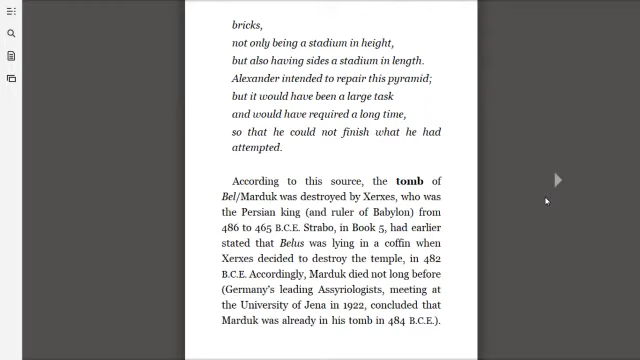 bricks,
not only being a stadium in height,
but also having sides a stadium in length.
Alexander intended to repair this pyramid;
but it would have been a large task
and would have required a long time,
so that he could not finish what he had
attempted.
According to this source, the tomb of
Bel/Marduk was destroyed by Xerxes, who was
the Persian king (and ruler of Babylon) from
486 to 465 B.C.E. Strabo, in Book 5, had earlier
stated that Belus was lying in a coffin when
Xerxes decided to destroy the temple, in 482
B.C.E. Accordingly, Marduk died not long before
(Germany's leading Assyriologists, meeting at
the University of Jena in 1922, concluded that
Marduk was already in his tomb in 484 B.C.E.).